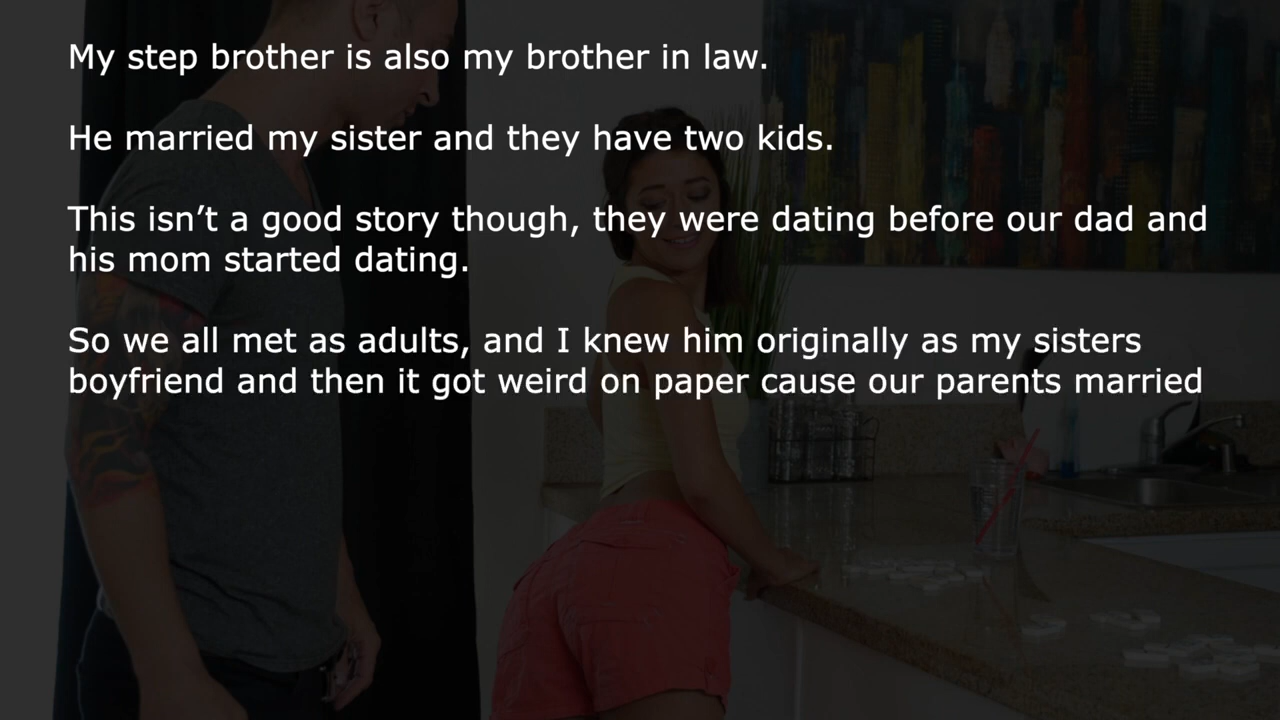 My step brother is also my brother in law.
He married my sister and they have two kids.
This isn’t a good story though, they were dating before our dad and
his mom started dating.
So we all met as adults, and I knew him originally as my sisters
boyfriend and then it got weird on paper cause our parents married